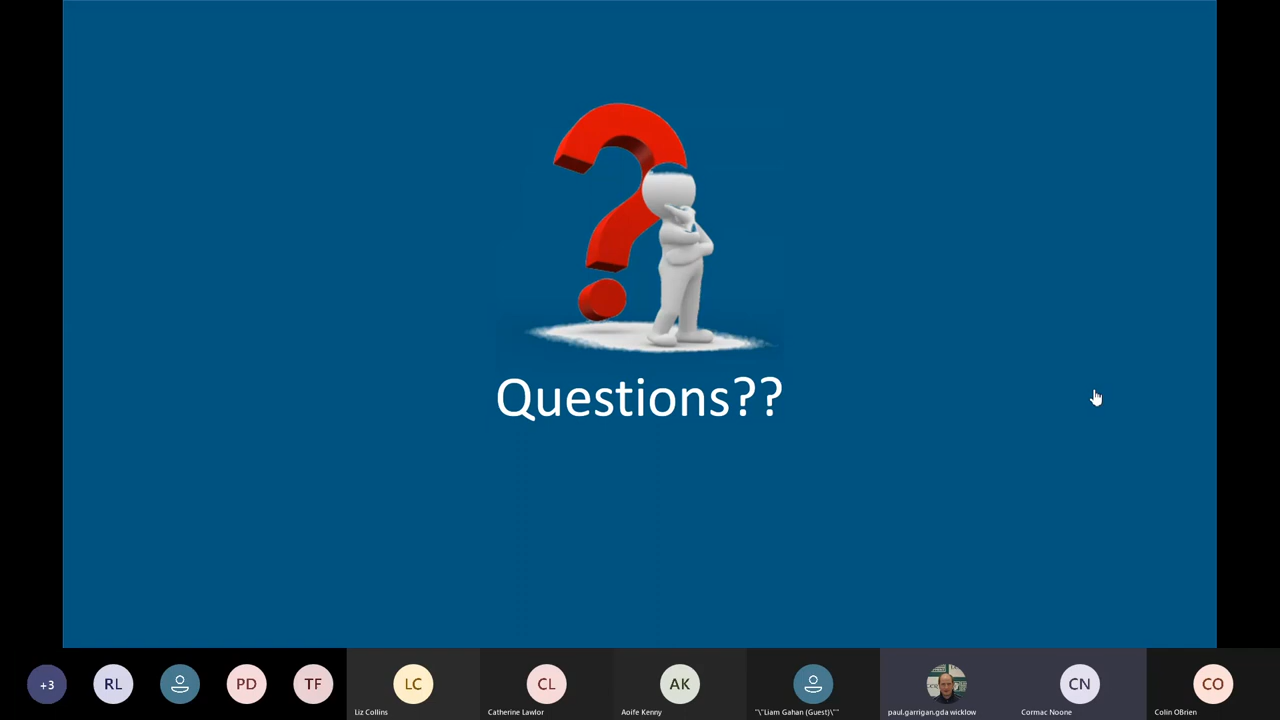 Questions??
+3
RL
PD
TF
LC
CL
AK
CN
CO
Liz Collins
Catherine Lawlor
Aoife Kenny
"\"Liam Gahan (Guest)\""
paul.garrigan.gda wicklow
Cormac Noone
Colin OBrien